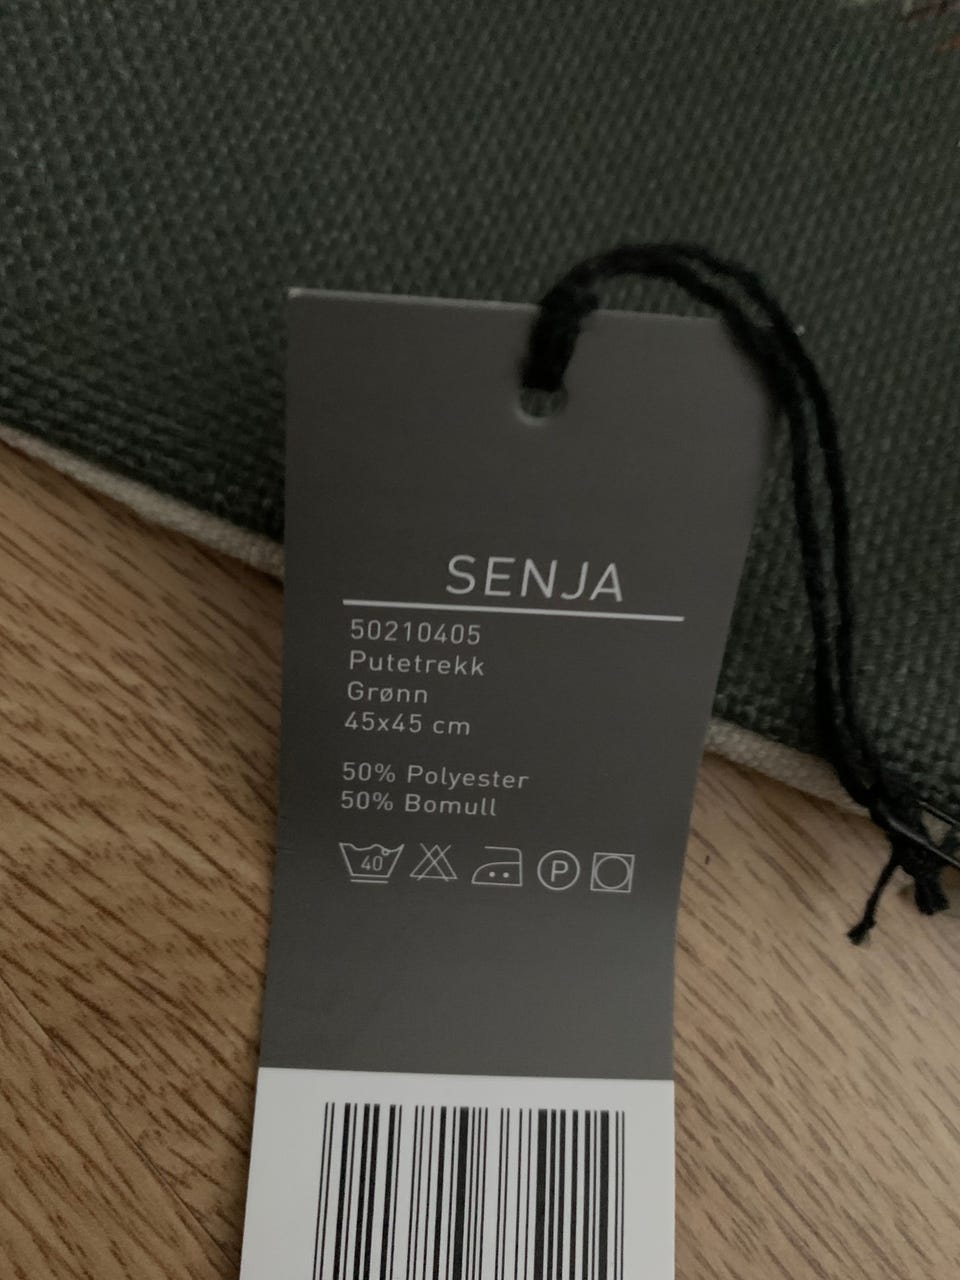 SENJA
50210405
Putetrekk
Grønn
45x45 cm
50% Polyester
50% Bomull
40 P